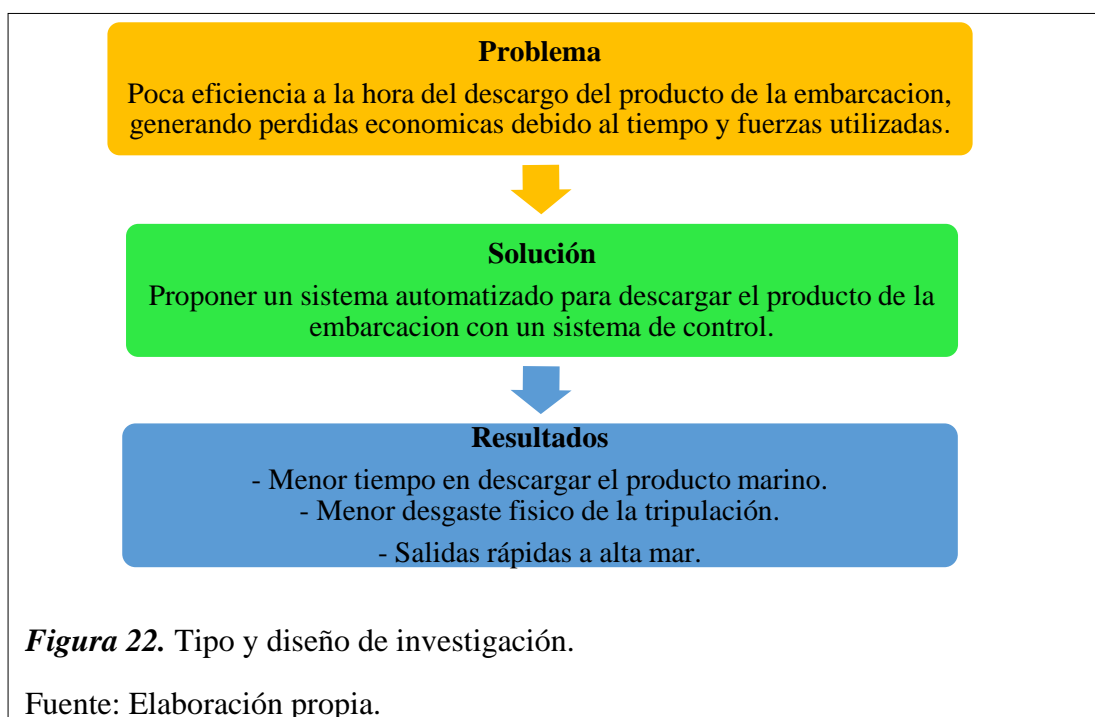 Problema
Poca eficiencia a la hora del descargo del producto de la embarcacion,
generando perdidas economicas debido al tiempo y fuerzas utilizadas.
Solución
Proponer un sistema automatizado para descargar el producto de la
embarcacion con un sistema de control.
Resultados
- Menor tiempo en descargar el producto marino.
- Menor desgaste fisico de la tripulación.
- Salidas rápidas a alta mar.
Figura 22. Tipo y diseño de investigación.
Fuente: Elaboración propia.